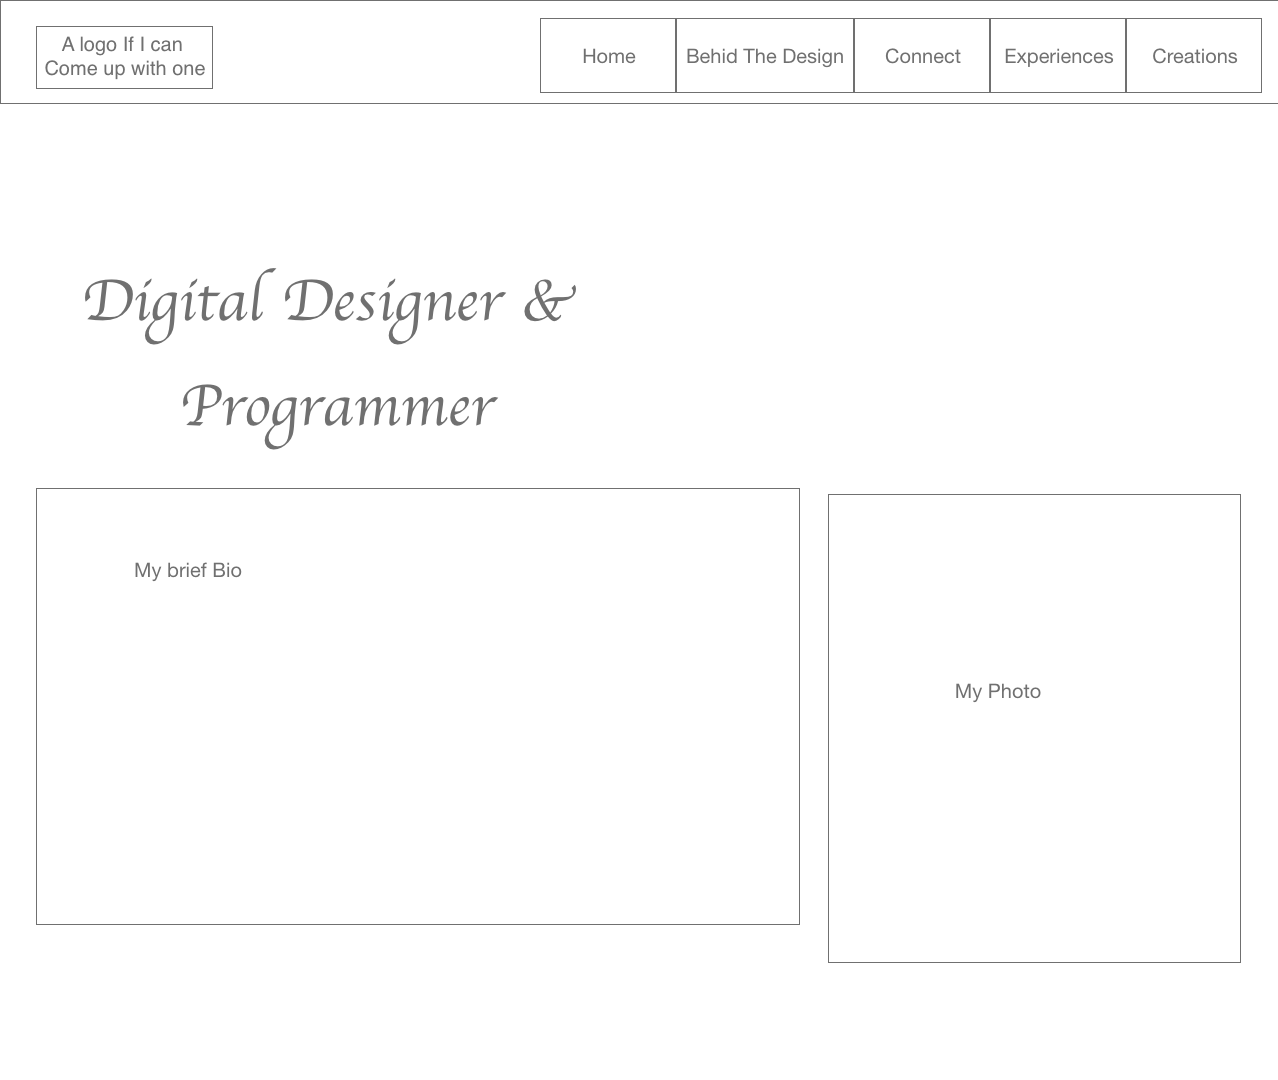 A logo If I can
Come up with one
Home
Behid The Design
Connect
Experiences
Creations
Digital Designer &
Programmer
My brief Bio
My Photo